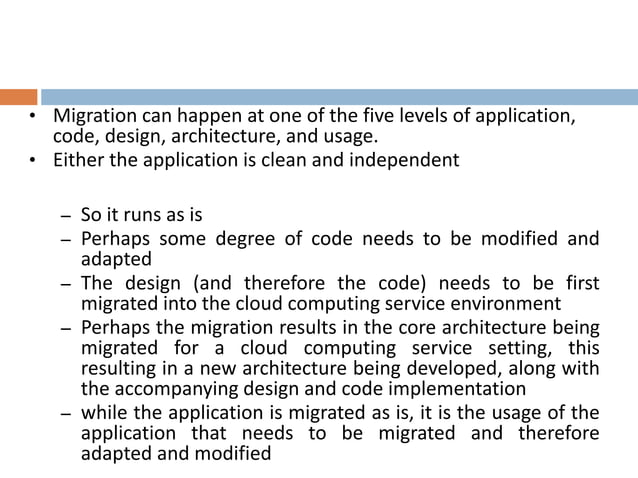 • Migration can happen at one of the five levels of application,
code, design, architecture, and usage.
• Either the application is clean and independent
– So it runs as is
– Perhaps some degree of code needs to be modified and
adapted
– The design (and therefore the code) needs to be first
migrated into the cloud computing service environment
– Perhaps the migration results in the core architecture being
migrated for a cloud computing service setting, this
resulting in a new architecture being developed, along with
the accompanying design and code implementation
– while the application is migrated as is, it is the usage of the
application that needs to be migrated and therefore
adapted and modified